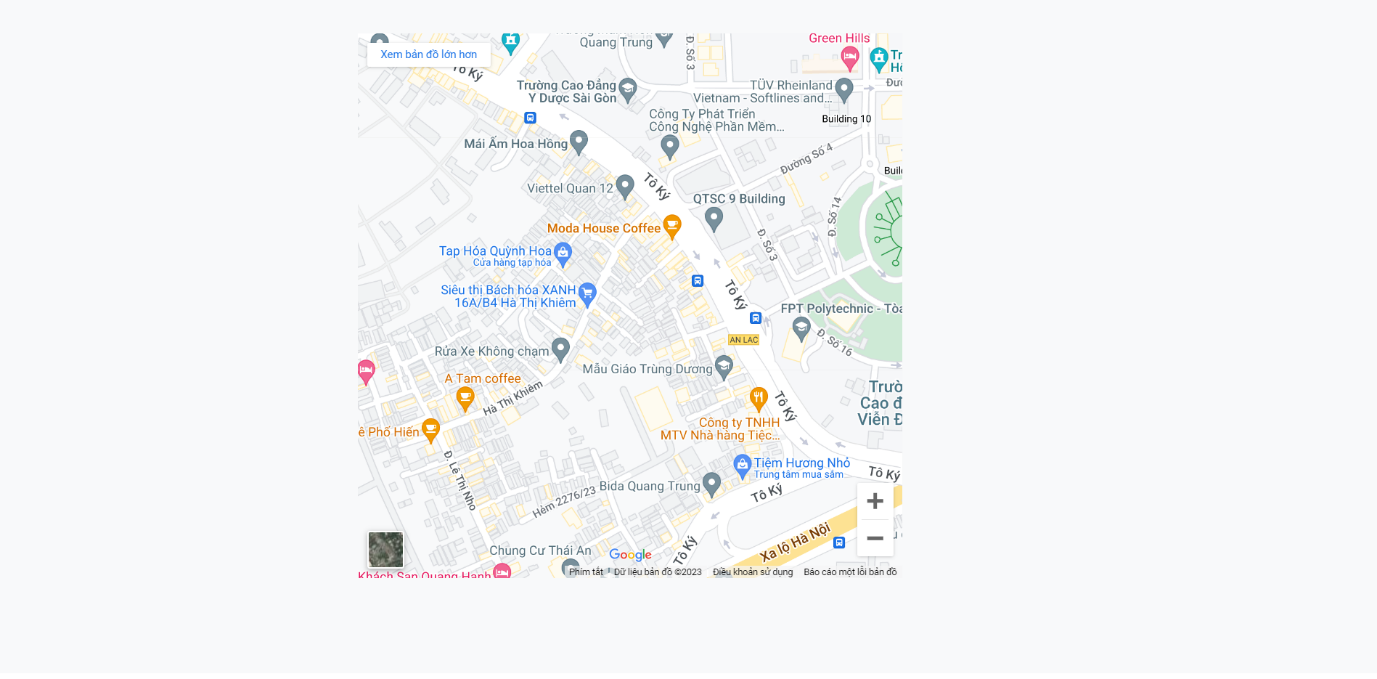 Quang Trung
Green Hills
Xem bản đồ lớn hơn
Tô Ký
Đ. Số 3
Trường Cao Đẳng
Y Dược Sài Gòn
TÜV Rheinland
Vietnam - Softlines and...
Công Ty Phát Triển
Công Nghệ Phần Mềm...
Building 10
Mái Ấm Hoa Hồng
Đường Số 4
Viettel Quan 12
Tô Ký
QTSC 9 Building
Đ. Số 14
Moda House Coffee
Đ. Số 3
Tap Hóa Quỳnh Hoa
Cửa hàng tạp hóa
Siêu thị Bách hóa XANH
16A/B4 Hà Thị Khiêm
Tô Ký
FPT Polytechnic - Tòa
AN LAC
Đ. Số 16
Rửa Xe Không chạm
Mẫu Giáo Trùng Dương
A Tam coffee
Hà Thị Khiêm
Trườ
Cao đ
Viễn Đ
Tô Ký
Công ty TNHH
MTV Nhà hàng Tiệc...
ê Phố Hiến
Đ. Lê Thị Nho
Tiệm Hương Nhỏ
Trung tâm mua sắm
Tô Ký
Bida Quang Trung
Tô Ký
Hẻm 2276/23
Xa lộ Hà Nội
Tô Ký
Chung Cư Thái An
Google
Khách Sạn Quang Hạnh
Phím tắt
Dữ liệu bản đồ ©2023
Điều khoản sử dụng
Báo cáo một lỗi bản đồ